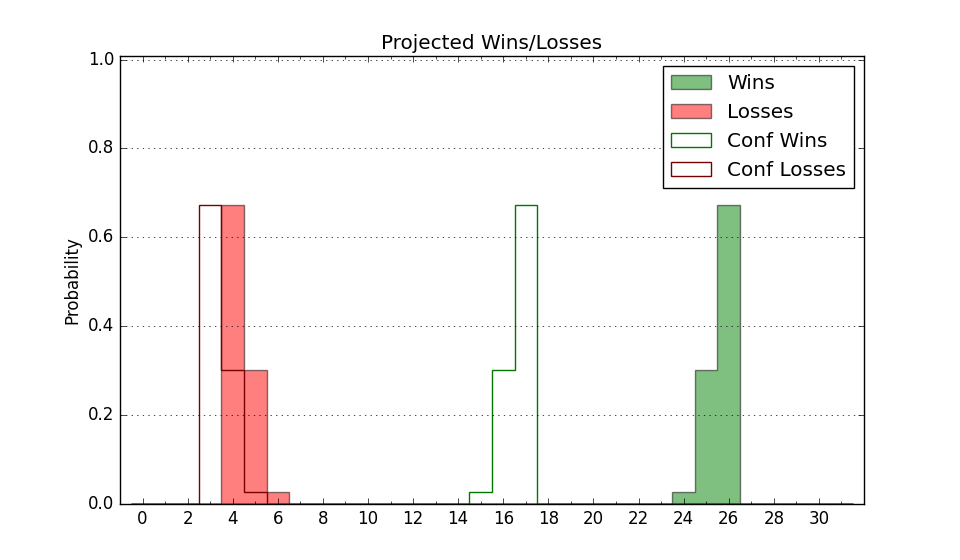 Projected Wins/Losses
1.0
0.8
0.6
0.4
0.2
0.0
Probability
Wins
Losses
Conf Wins
Conf Losses
0 2 4 6 8 10 12 14 16 18 20 22 24 26 28 30